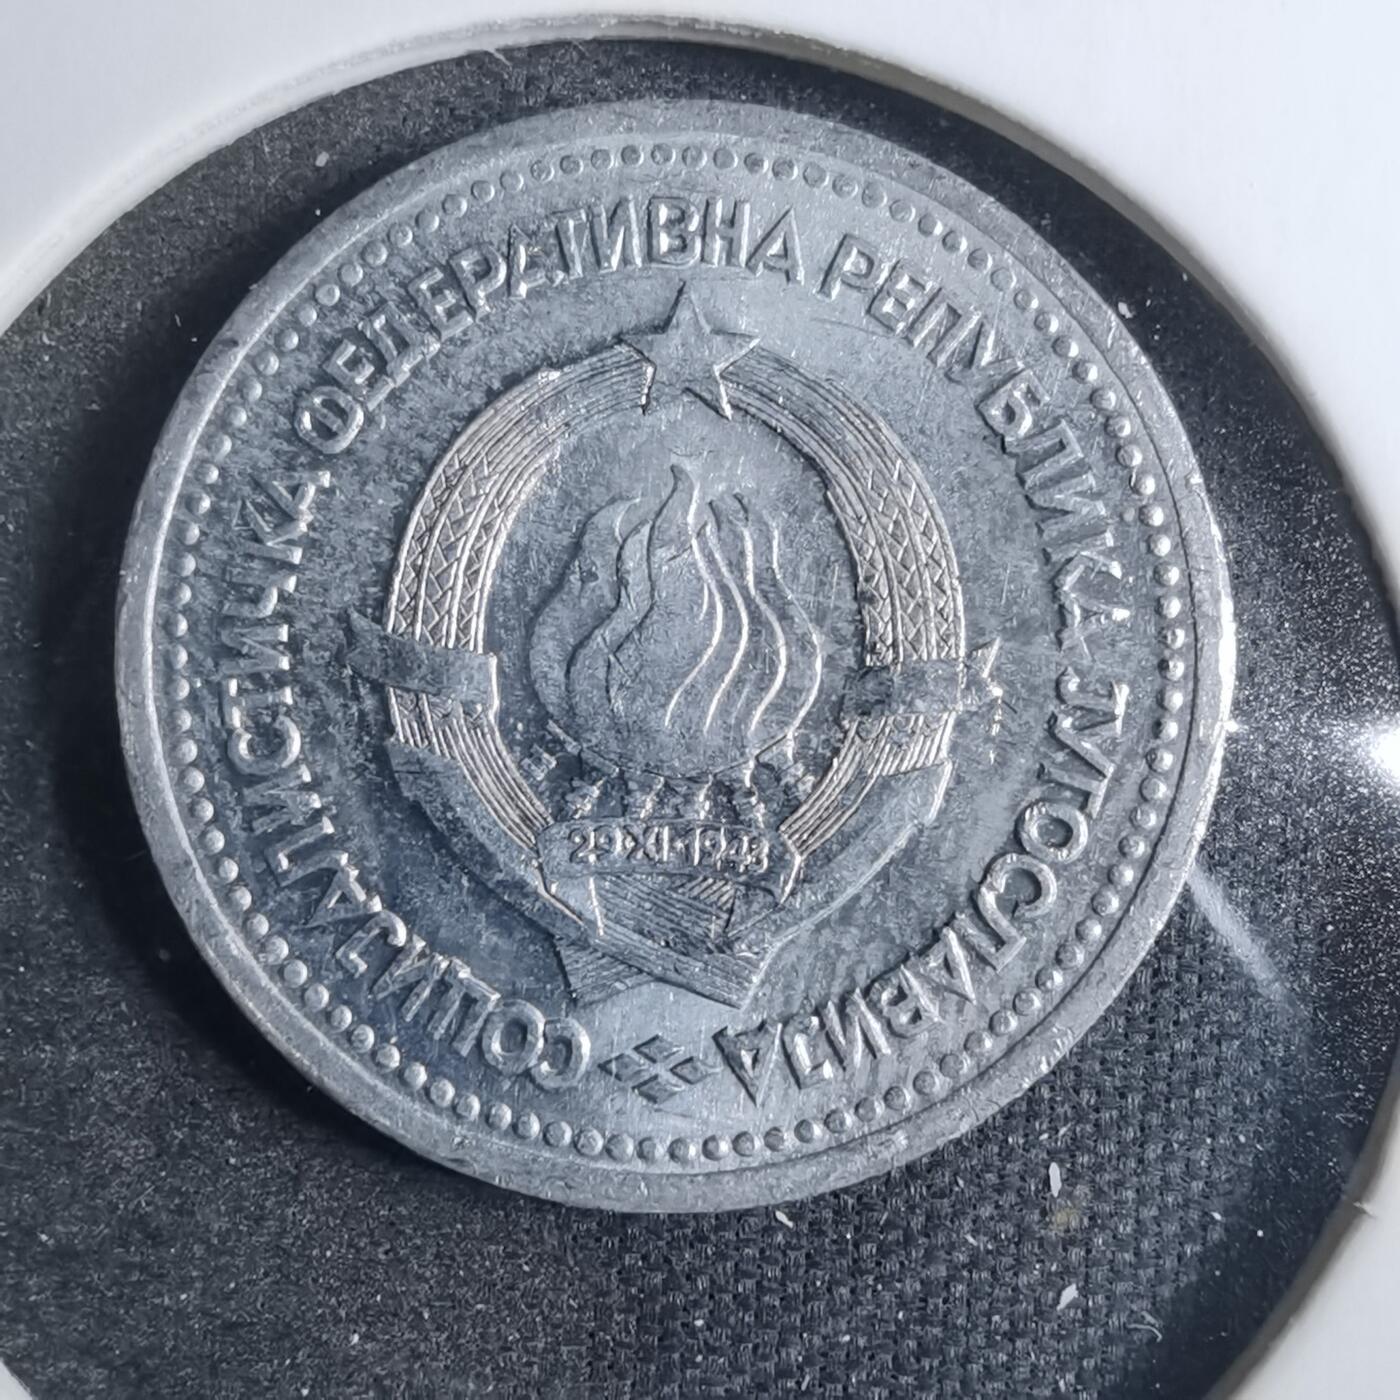 СОЦИЈАЛИСТИЧКА ФЕДЕРАТИВНА РЕПУБЛИКА ЈУГОСЛАВИЈА
29·XI·1943